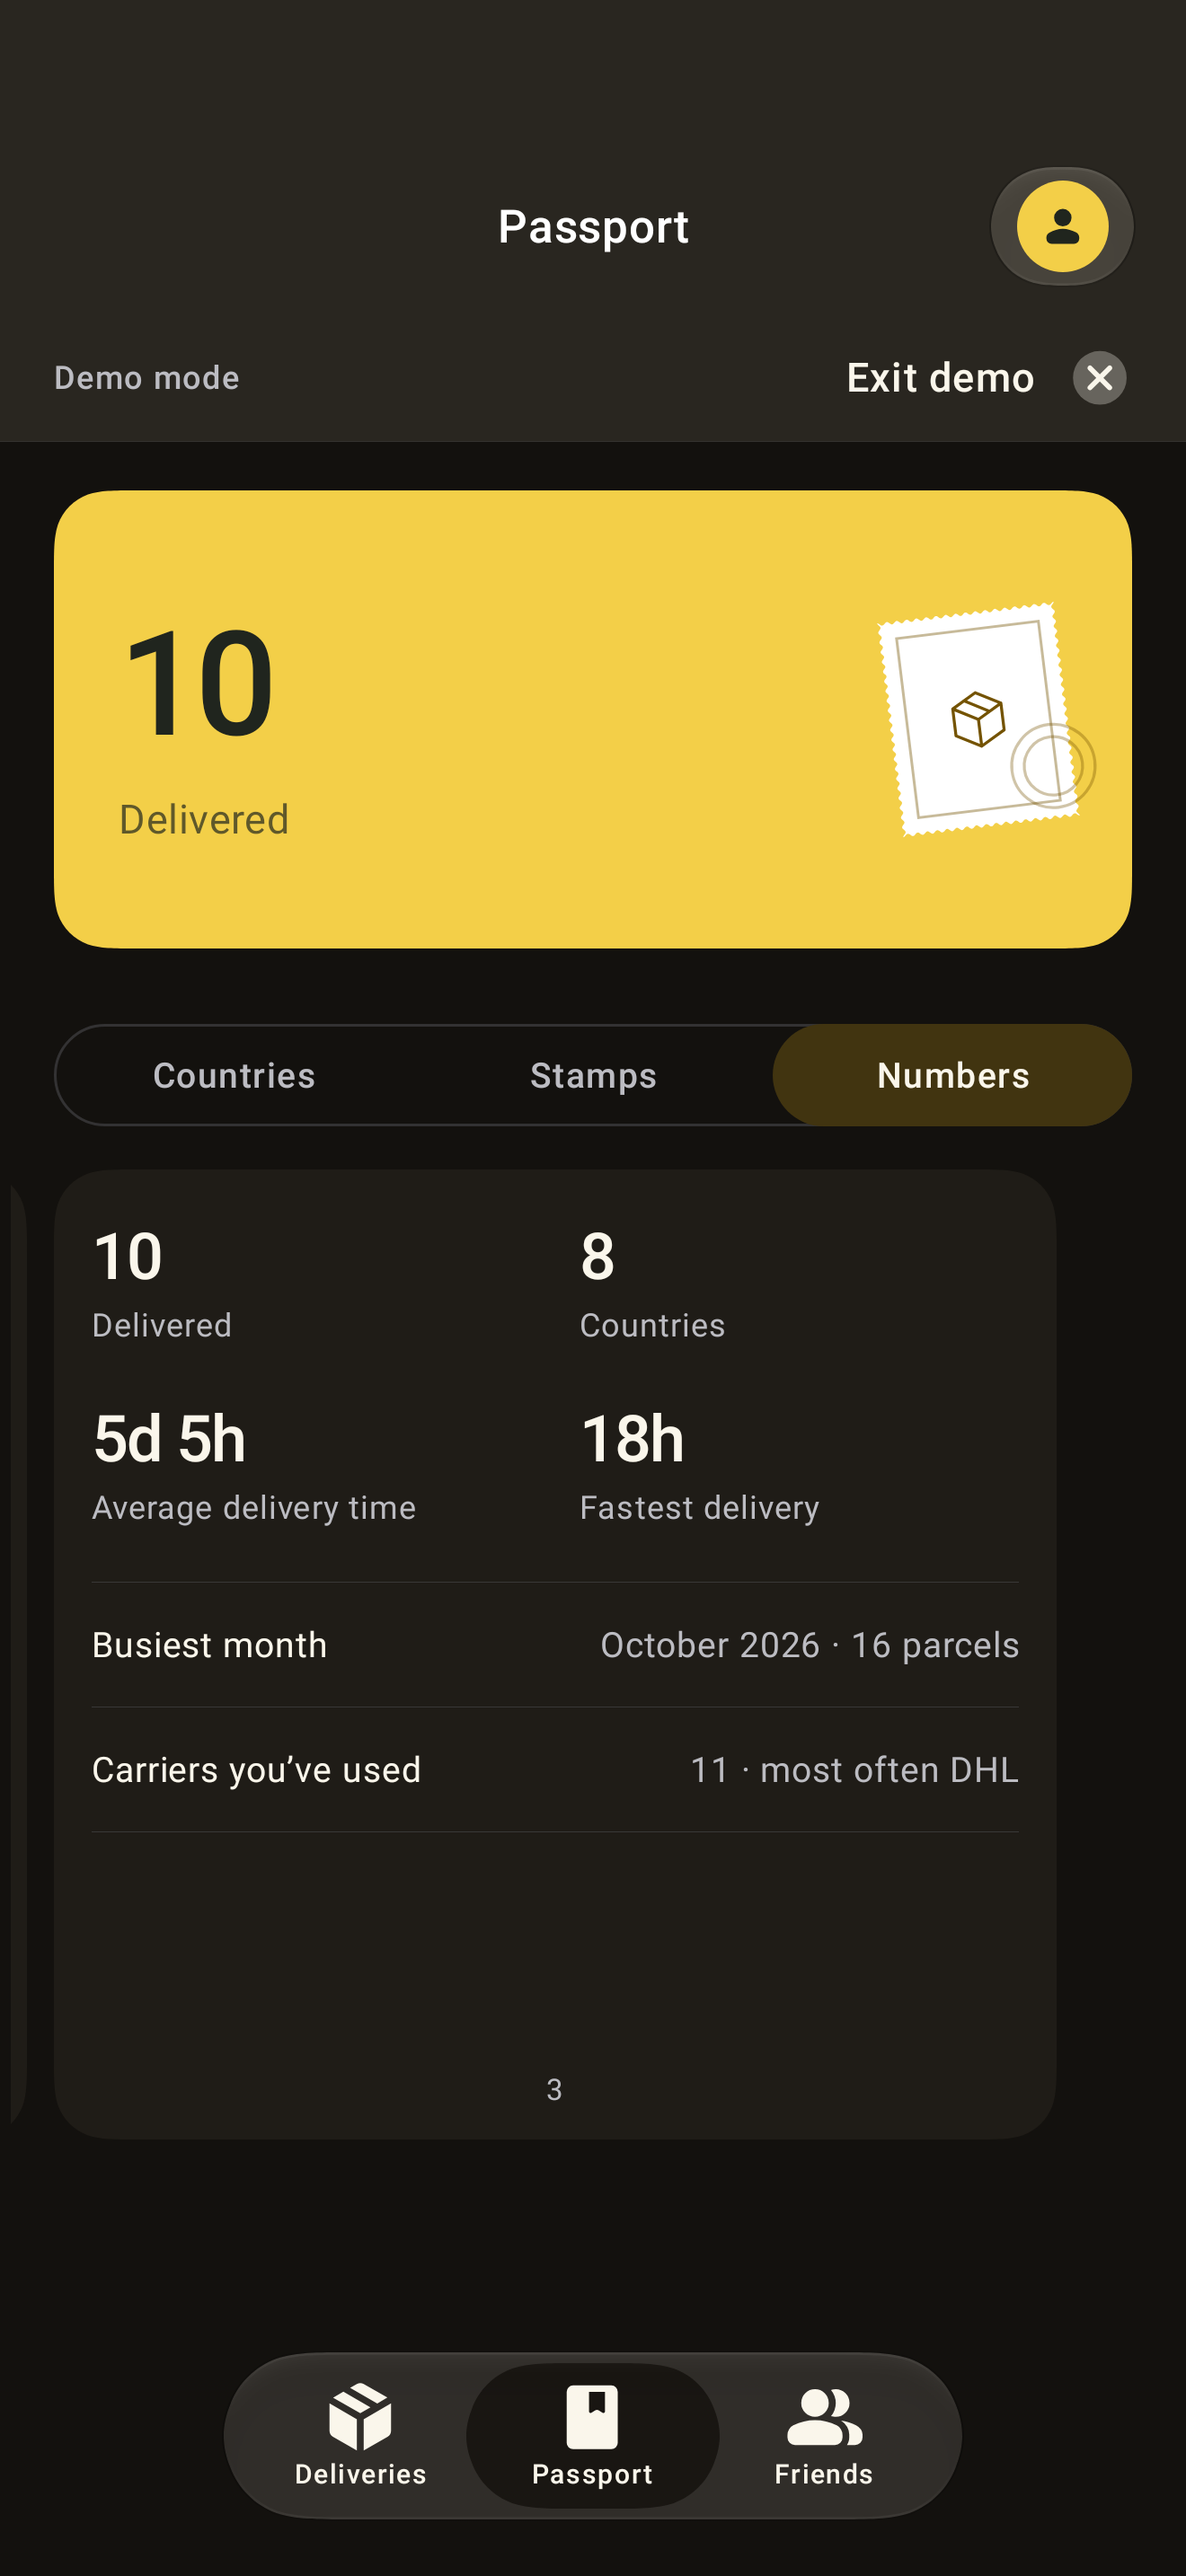 Passport
Demo mode
Exit demo
10
Delivered
Countries
Stamps
Numbers
10
Delivered
8
Countries
5d 5h
Average delivery time
18h
Fastest delivery
Busiest month
October 2026 · 16 parcels
Carriers you’ve used
11 · most often DHL
3
Deliveries
Passport
Friends